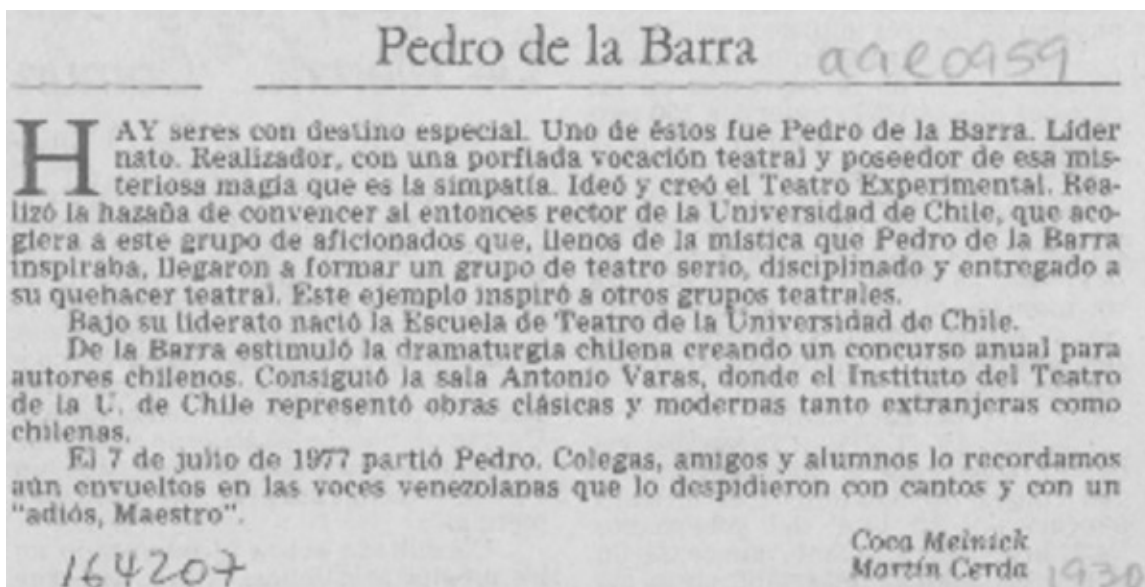 Pedro de la Barra aae0959
HAY seres con destino especial. Uno de éstos fue Pedro de la Barra. Líder
nato. Realizador, con una porfiada vocación teatral y poseedor de esa mis-
teriosa magia que es la simpatía. Ideó y creó el Teatro Experimental. Rea-
lizó la hazaña de convencer al entonces rector de la Universidad de Chile, que aco-
giera a este grupo de aficionados que, llenos de la mística que Pedro de la Barra
inspiraba, llegaron a formar un grupo de teatro serio, disciplinado y entregado a
su quehacer teatral. Este ejemplo inspiró a otros grupos teatrales.
Bajo su liderato nació la Escuela de Teatro de la Universidad de Chile.
De la Barra estimuló la dramaturgia chilena creando un concurso anual para
autores chilenos. Consiguió la sala Antonio Varas, donde el Instituto del Teatro
de la U. de Chile representó obras clásicas y modernas tanto extranjeras como
chilenas.
El 7 de julio de 1977 partió Pedro. Colegas, amigos y alumnos lo recordamos
aún envueltos en las voces venezolanas que lo despidieron con cantos y con un
"adiós, Maestro".
Coca Melnick
Martín Cerda
164207